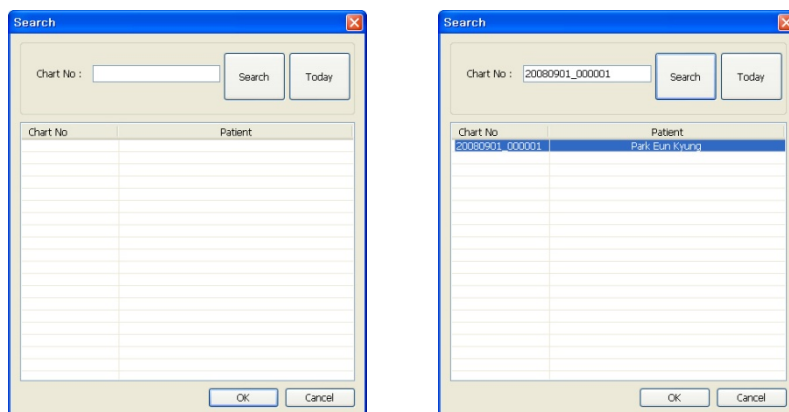 Search
Chart No :
Search
Today
Chart No
Patient
OK
Cancel
Search
Chart No :
20080901_000001
Search
Today
Chart No
Patient
20080901_000001
Park Eun Kyung
OK
Cancel